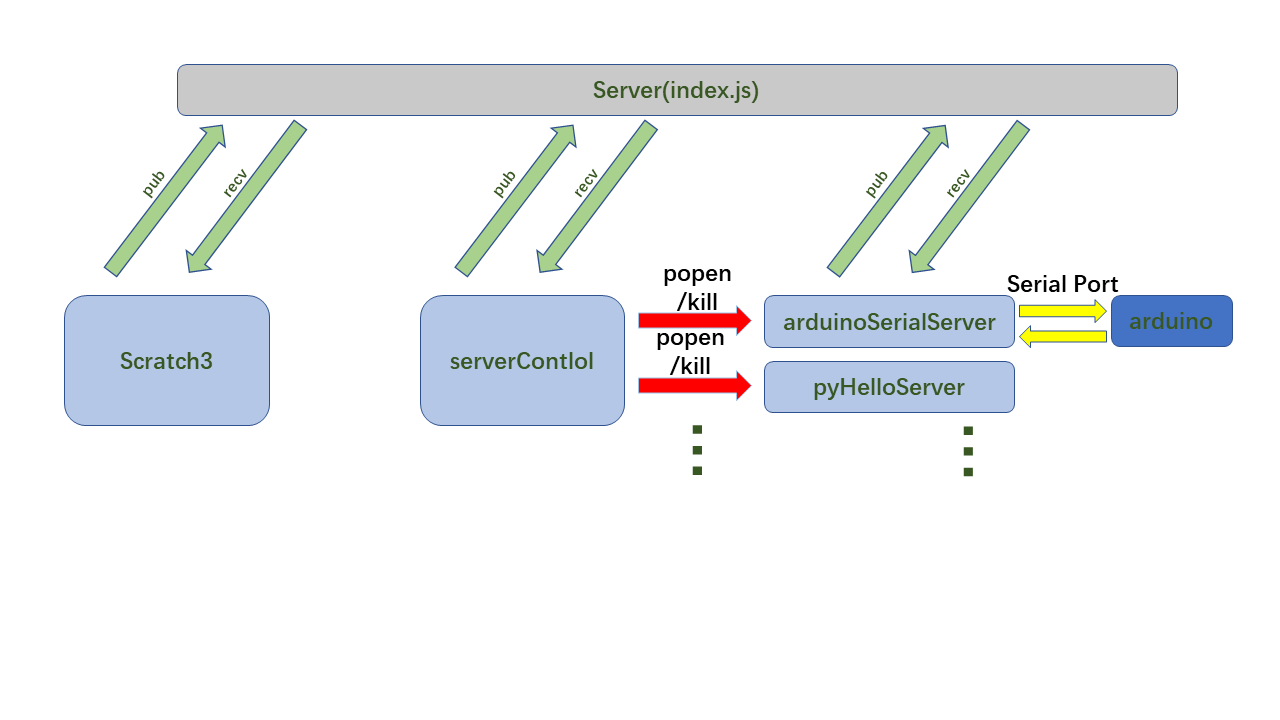 Server(index.js)
pub
recv
pub
recv
pub
recv
popen
/kill
Serial Port
arduinoSerialServer
arduino
popen
/kill
Scratch3
serverContlol
pyHelloServer